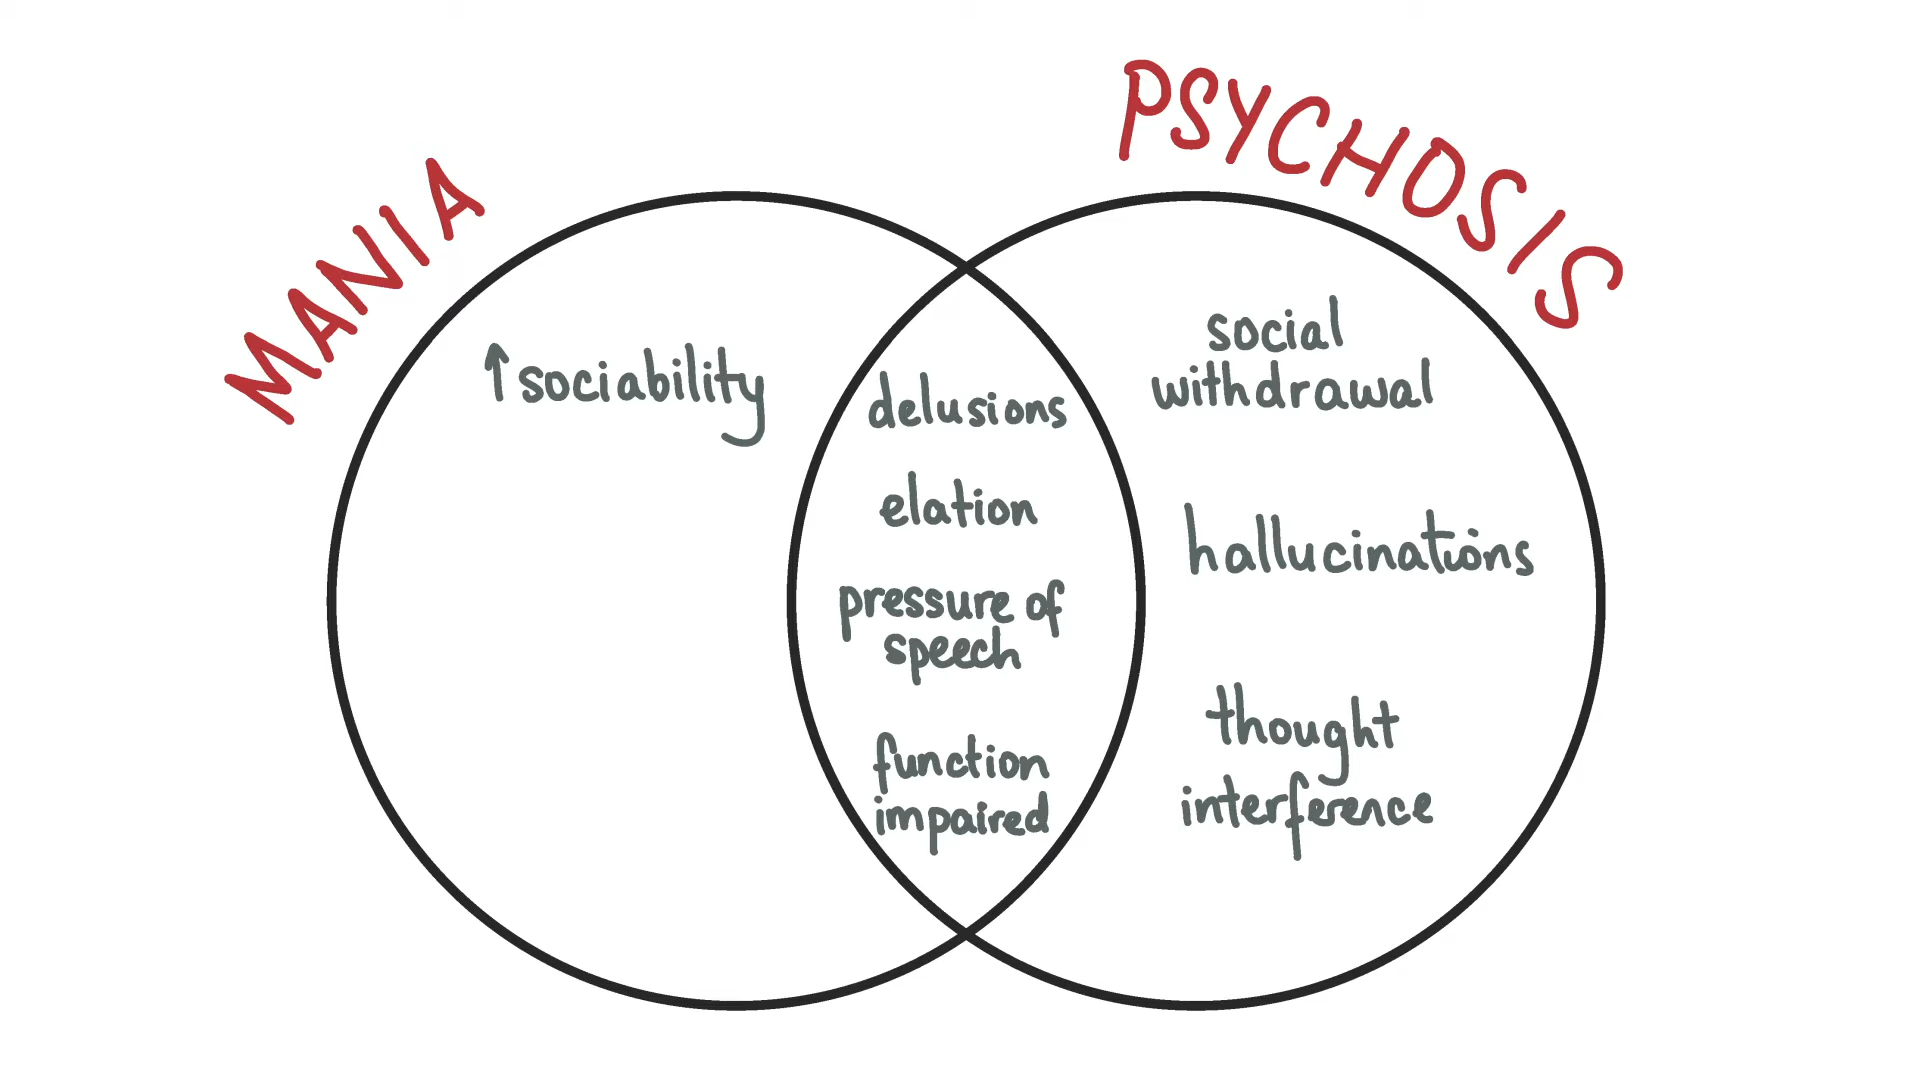 MANIA
PSYCHOSIS
↑sociability
delusions
elation
pressure of
speech
function
impaired
social
withdrawal
hallucinations
thought
interference